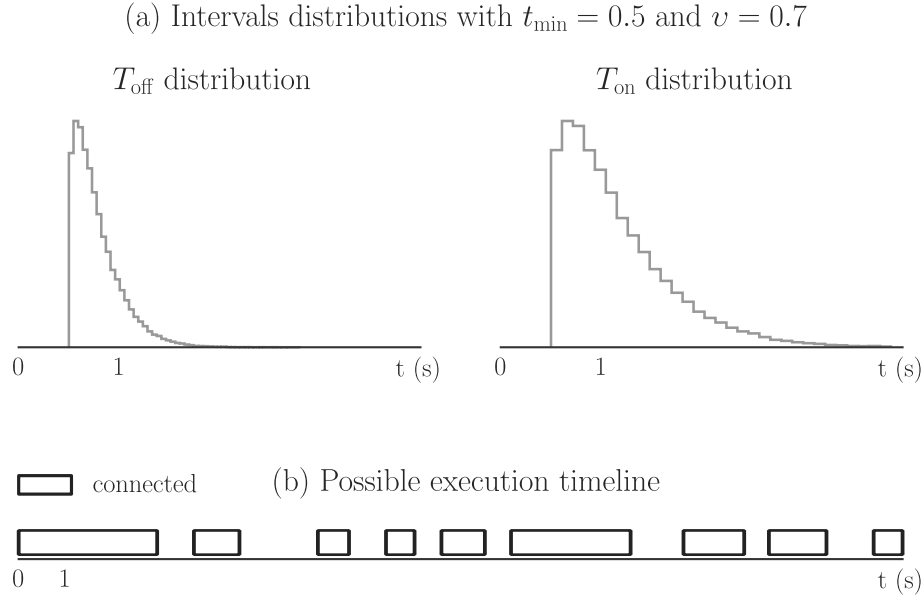 (a) Intervals distributions with t_min = 0.5 and υ = 0.7
T_off distribution
T_on distribution
0 1 t (s)
0 1 t (s)
connected
(b) Possible execution timeline
0 1 t (s)